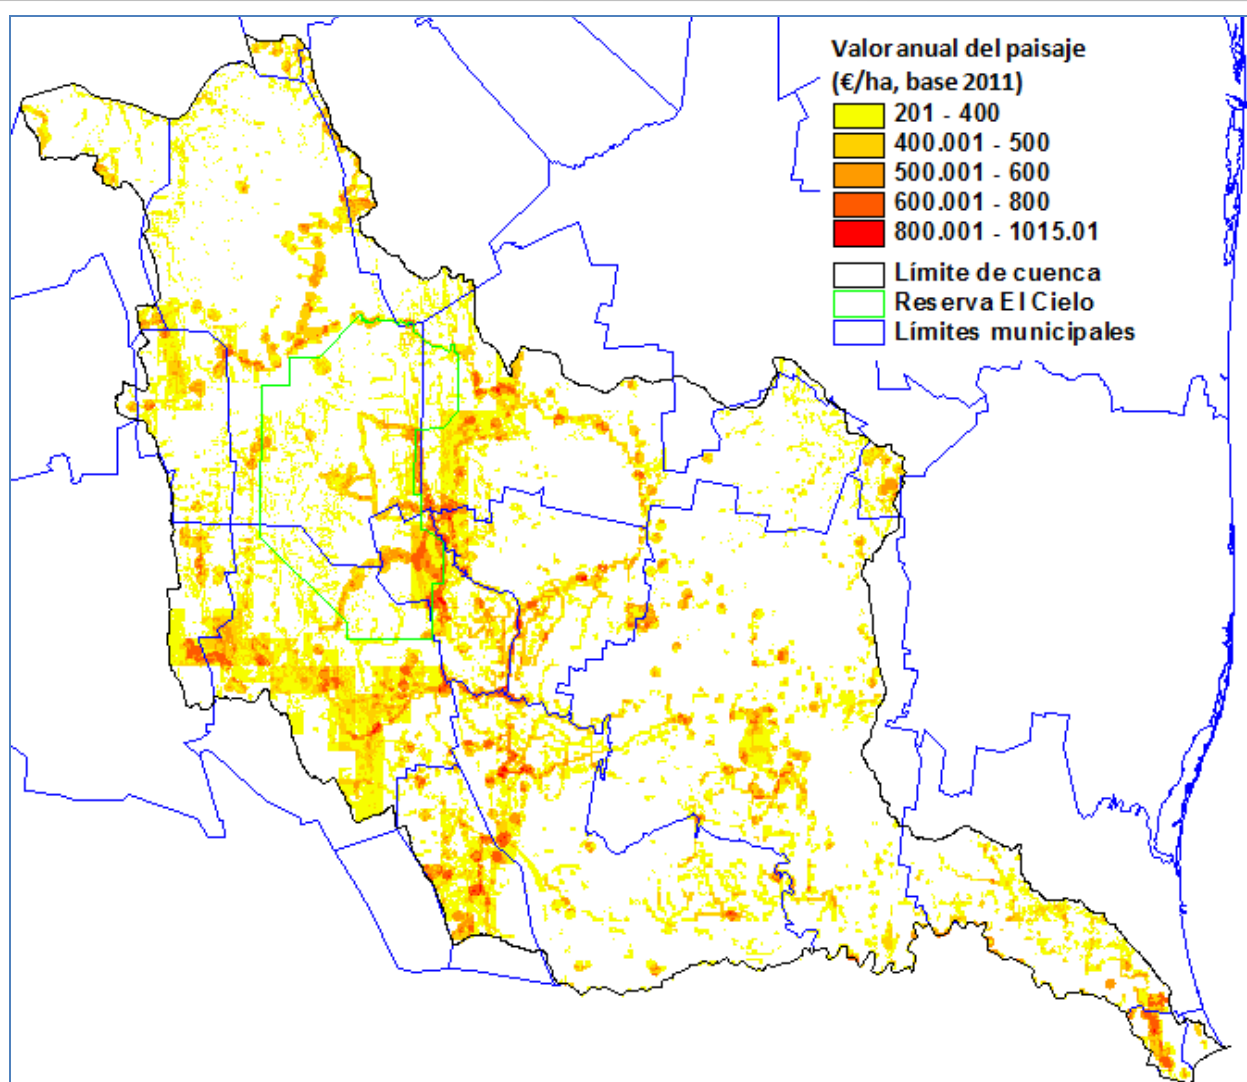 Valor anual del paisaje
(€/ha, base 2011)
201 - 400
400.001 - 500
500.001 - 600
600.001 - 800
800.001 - 1015.01
Límite de cuenca
Reserva El Cielo
Límites municipales